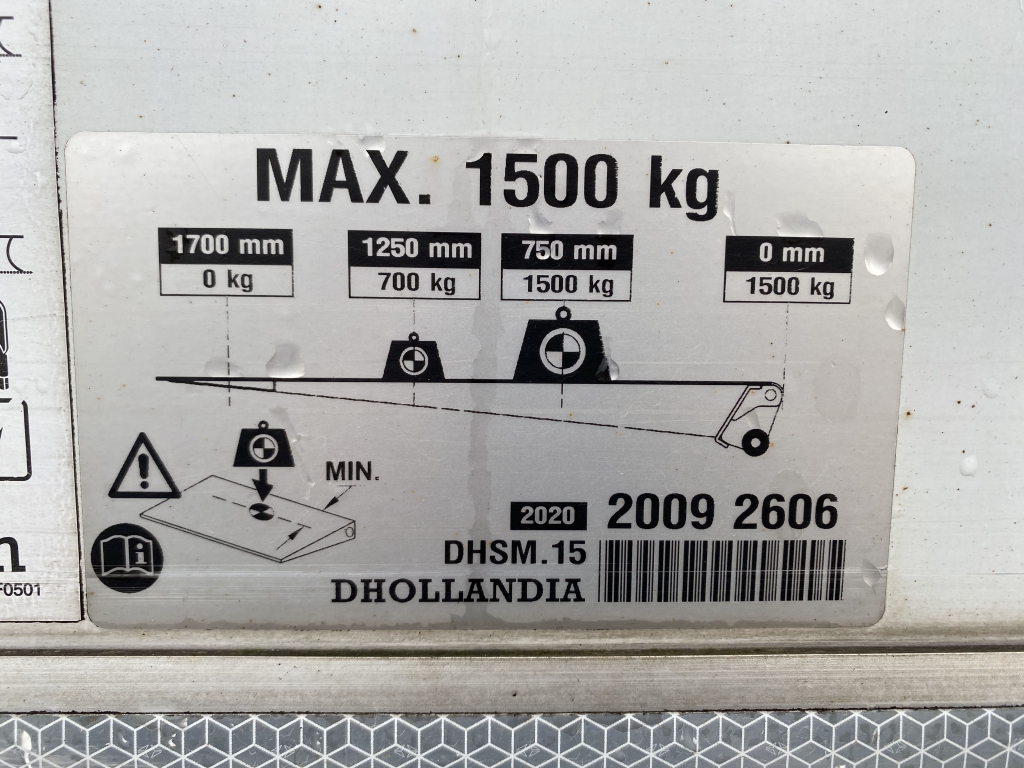 MAX. 1500 kg
1700 mm
0 kg
1250 mm
700 kg
750 mm
1500 kg
0 mm
1500 kg
MIN.
2020 2009 2606
DHSM.15
DHOLLANDIA
F0501